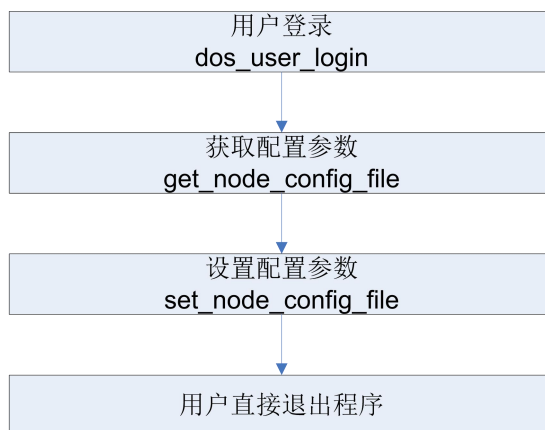 用户登录
dos_user_login
获取配置参数
get_node_config_file
设置配置参数
set_node_config_file
用户直接退出程序